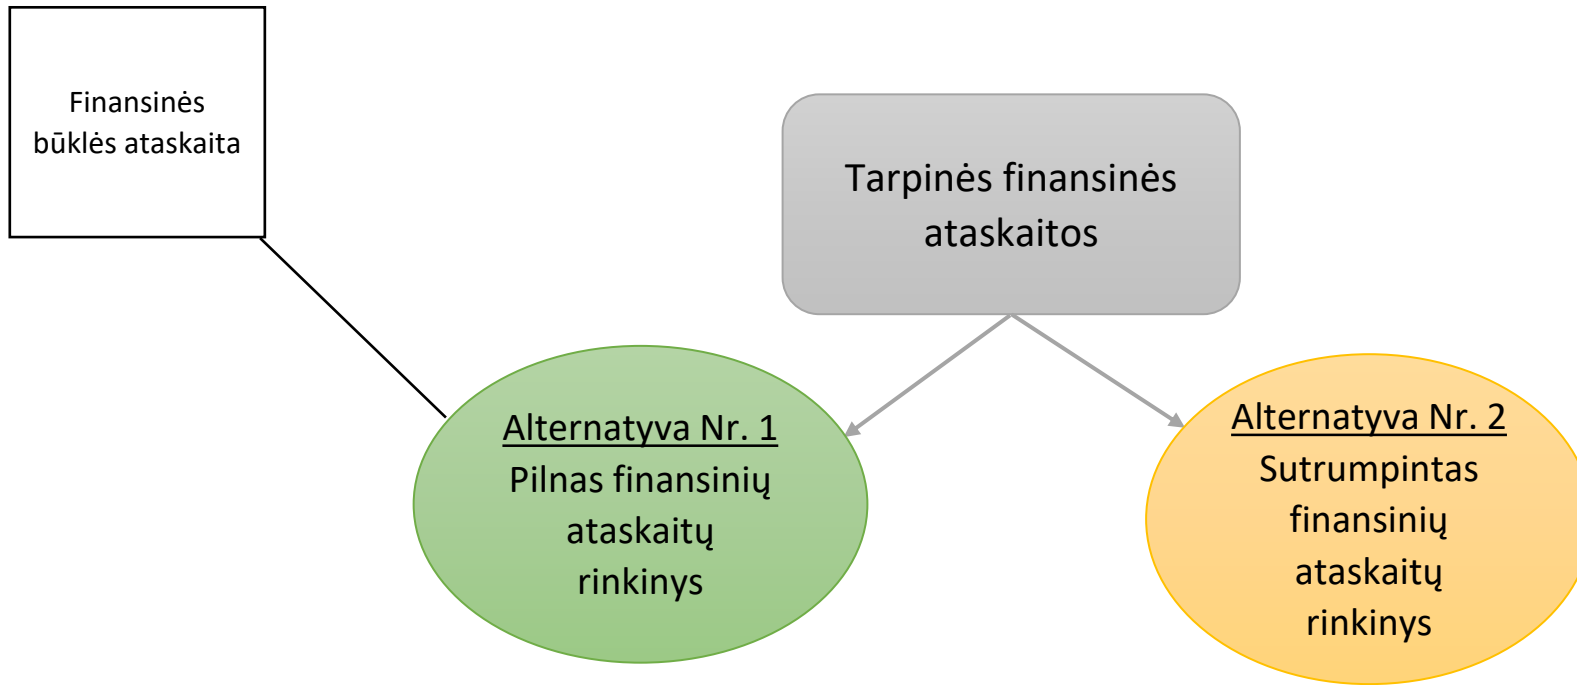 Finansinės
būklės ataskaita
Tarpinės finansinės
ataskaitos
Alternatyva Nr. 1
Pilnas finansinių
ataskaitų
rinkinys
Alternatyva Nr. 2
Sutrumpintas
finansinių
ataskaitų
rinkinys